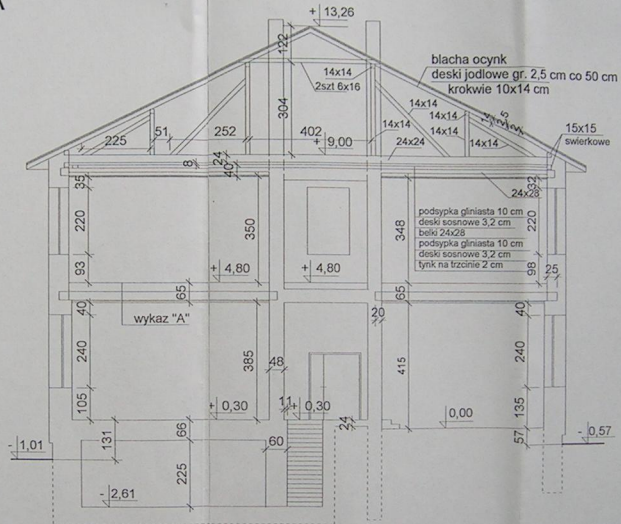 + 13,26
122
blacha ocynk
deski jodlowe gr. 2,5 cm co 50 cm
krokwie 10x14 cm
14x14
14x14
2szt 6x16
304
14x14
14x14
14x14
14x14
14x14
15x15
swierkowe
225
51
252
402
+ 9,00
24x24
8
24
40
24x28
35
32
220
350
348
220
podsypka gliniasta 10 cm
deski sosnowe 3,2 cm
belki 24x28
podsypka gliniasta 10 cm
deski sosnowe 3,2 cm
tynk na trzcinie 2 cm
93
+ 4,80
+ 4,80
98
25
65
65
40
wykaz "A"
20
40
240
385
48
415
240
105
+ 0,30
11
+ 0,30
24
0,00
135
- 1,01
131
66
60
57
- 0,57
225
- 2,61